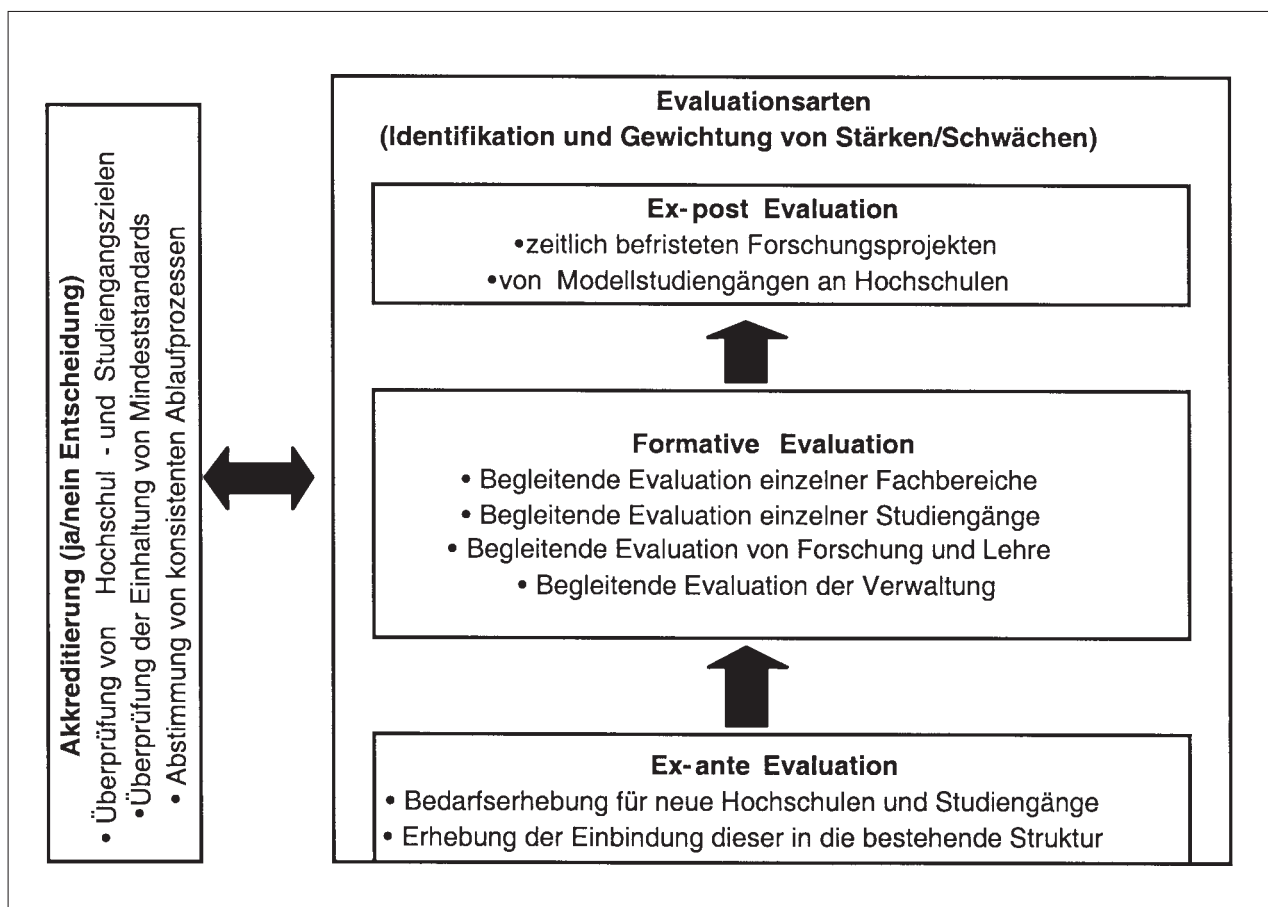 Akkreditierung (ja/nein Entscheidung)
• Überprüfung von Hochschul - und Studiengangszielen
•Überprüfung der Einhaltung von Mindeststandards
• Abstimmung von konsistenten Ablaufprozessen
Evaluationsarten
(Identifikation und Gewichtung von Stärken/Schwächen)
Ex-post Evaluation
•zeitlich befristeten Forschungsprojekten
•von Modellstudiengängen an Hochschulen
Formative Evaluation
• Begleitende Evaluation einzelner Fachbereiche
• Begleitende Evaluation einzelner Studiengänge
• Begleitende Evaluation von Forschung und Lehre
• Begleitende Evaluation der Verwaltung
Ex-ante Evaluation
• Bedarfserhebung für neue Hochschulen und Studiengänge
• Erhebung der Einbindung dieser in die bestehende Struktur